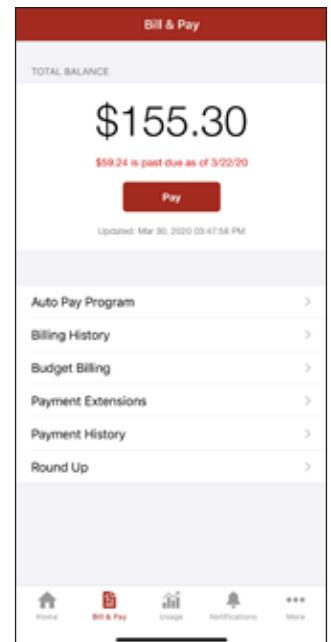 Bill & Pay
TOTAL BALANCE
$155.30
$59.24 is past due as of 3/22/20
Pay
Updated: Mar 30, 2020 03:47:58 PM
Auto Pay Program
Billing History
Budget Billing
Payment Extensions
Payment History
Round Up
Home Bill & Pay Usage Notifications More